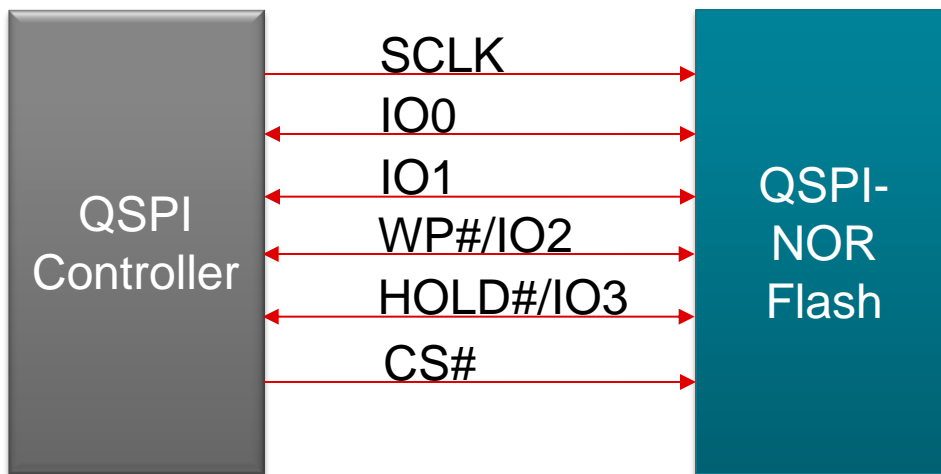 QSPI
Controller
SCLK
IO0
IO1
WP#/IO2
HOLD#/IO3
CS#
QSPI-
NOR
Flash